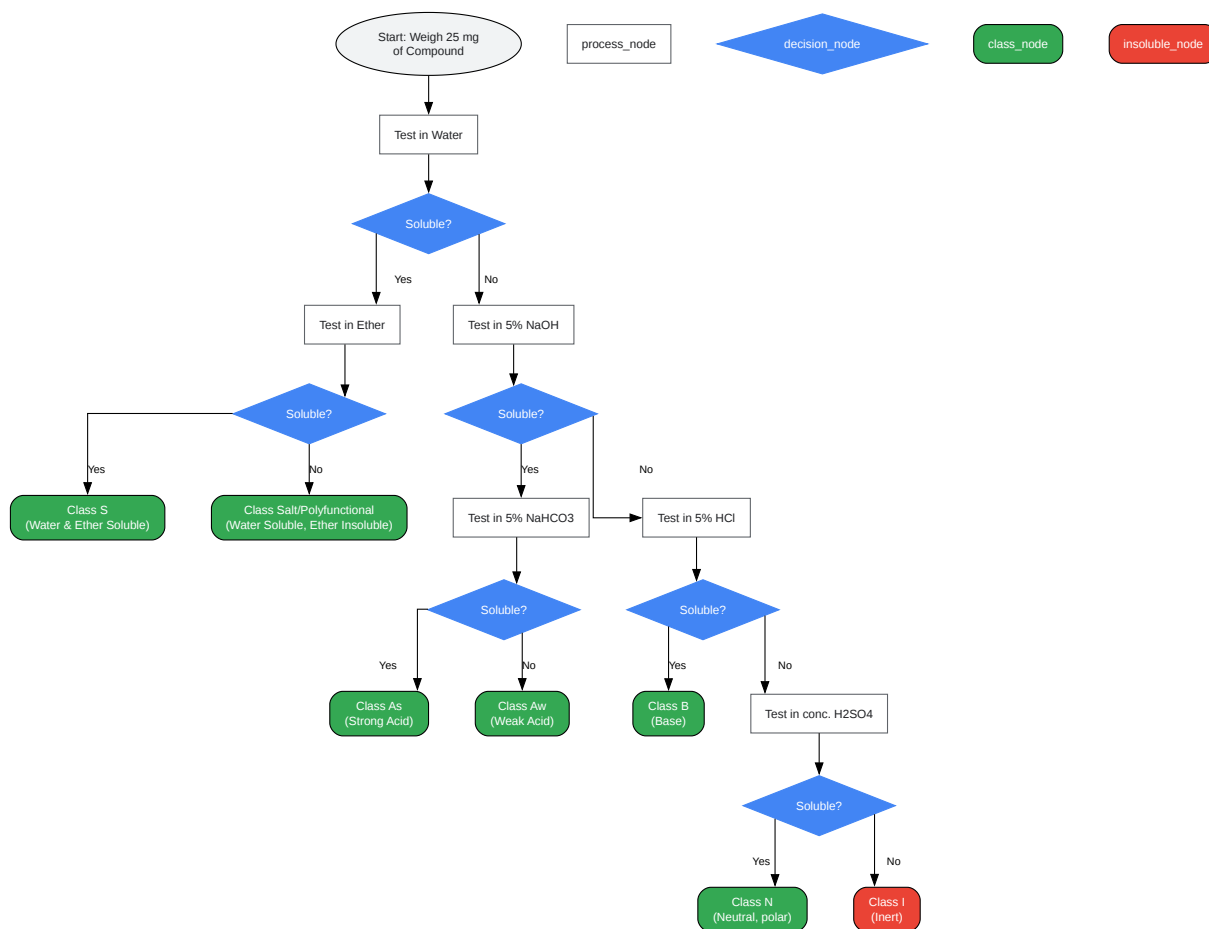 Start: Weigh 25 mg
of Compound
process_node
decision_node
class_node
insoluble_node
Test in Water
Soluble?
Yes
No
Test in Ether
Test in 5% NaOH
Soluble?
Soluble?
Yes
No
Yes
No
Class S
(Water & Ether Soluble)
Class Salt/Polyfunctional
(Water Soluble, Ether Insoluble)
Test in 5% NaHCO3
Test in 5% HCl
Soluble?
Soluble?
Yes
No
Yes
No
Class As
(Strong Acid)
Class Aw
(Weak Acid)
Class B
(Base)
Test in conc. H2SO4
Soluble?
Yes
No
Class N
(Neutral, polar)
Class I
(Inert)